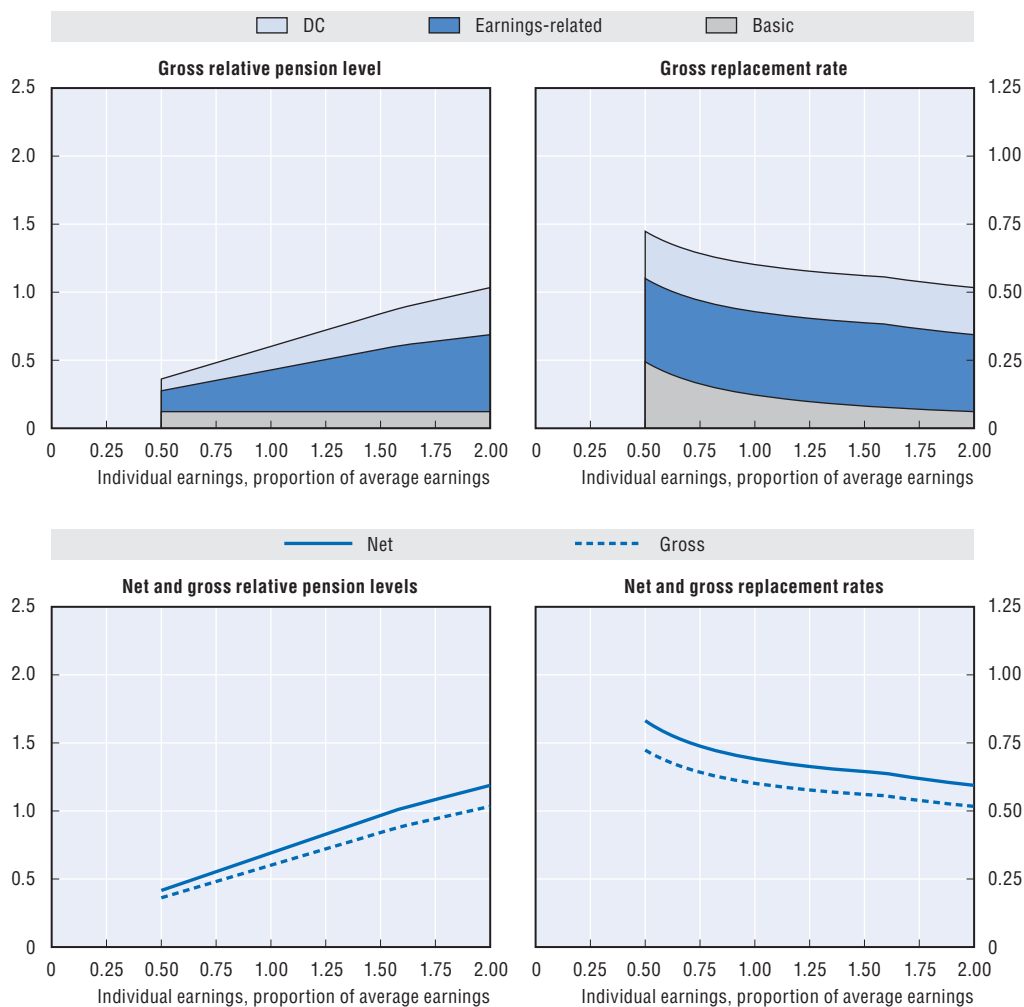 DC Earnings-related Basic
Gross relative pension level
Gross replacement rate
2.5
2.0
1.5
1.0
0.5
0
1.25
1.00
0.75
0.50
0.25
0
0 0.25 0.50 0.75 1.00 1.25 1.50 1.75 2.00
Individual earnings, proportion of average earnings
0 0.25 0.50 0.75 1.00 1.25 1.50 1.75 2.00
Individual earnings, proportion of average earnings
Net Gross
Net and gross relative pension levels
Net and gross replacement rates
2.5
2.0
1.5
1.0
0.5
0
1.25
1.00
0.75
0.50
0.25
0
0 0.25 0.50 0.75 1.00 1.25 1.50 1.75 2.00
Individual earnings, proportion of average earnings
0 0.25 0.50 0.75 1.00 1.25 1.50 1.75 2.00
Individual earnings, proportion of average earnings